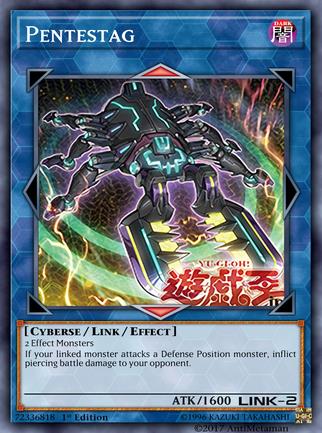 PENTESTAG
DARK
闇
YU-GI-OH!
遊戯王
[CYBERSE / LINK / EFFECT]
2 Effect Monsters
If your linked monster attacks a Defense Position monster, inflict
piercing battle damage to your opponent.
ATK/1600 LINK-2
72336818 1st Edition ©1996 KAZUKI TAKAHASHI
©2017 AntiMetaman